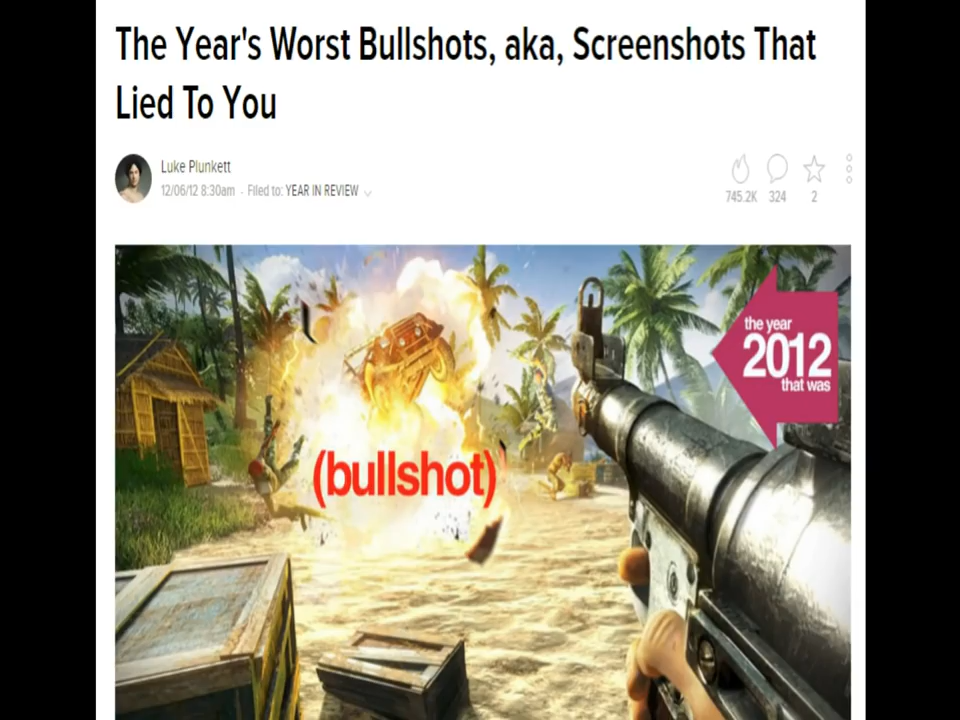 The Year's Worst Bullshots, aka, Screenshots That
Lied To You
Luke Plunkett
12/06/12 8:30am - Filed to: YEAR IN REVIEW
745.2K 324 2
the year
2012
that was
(bullshot)